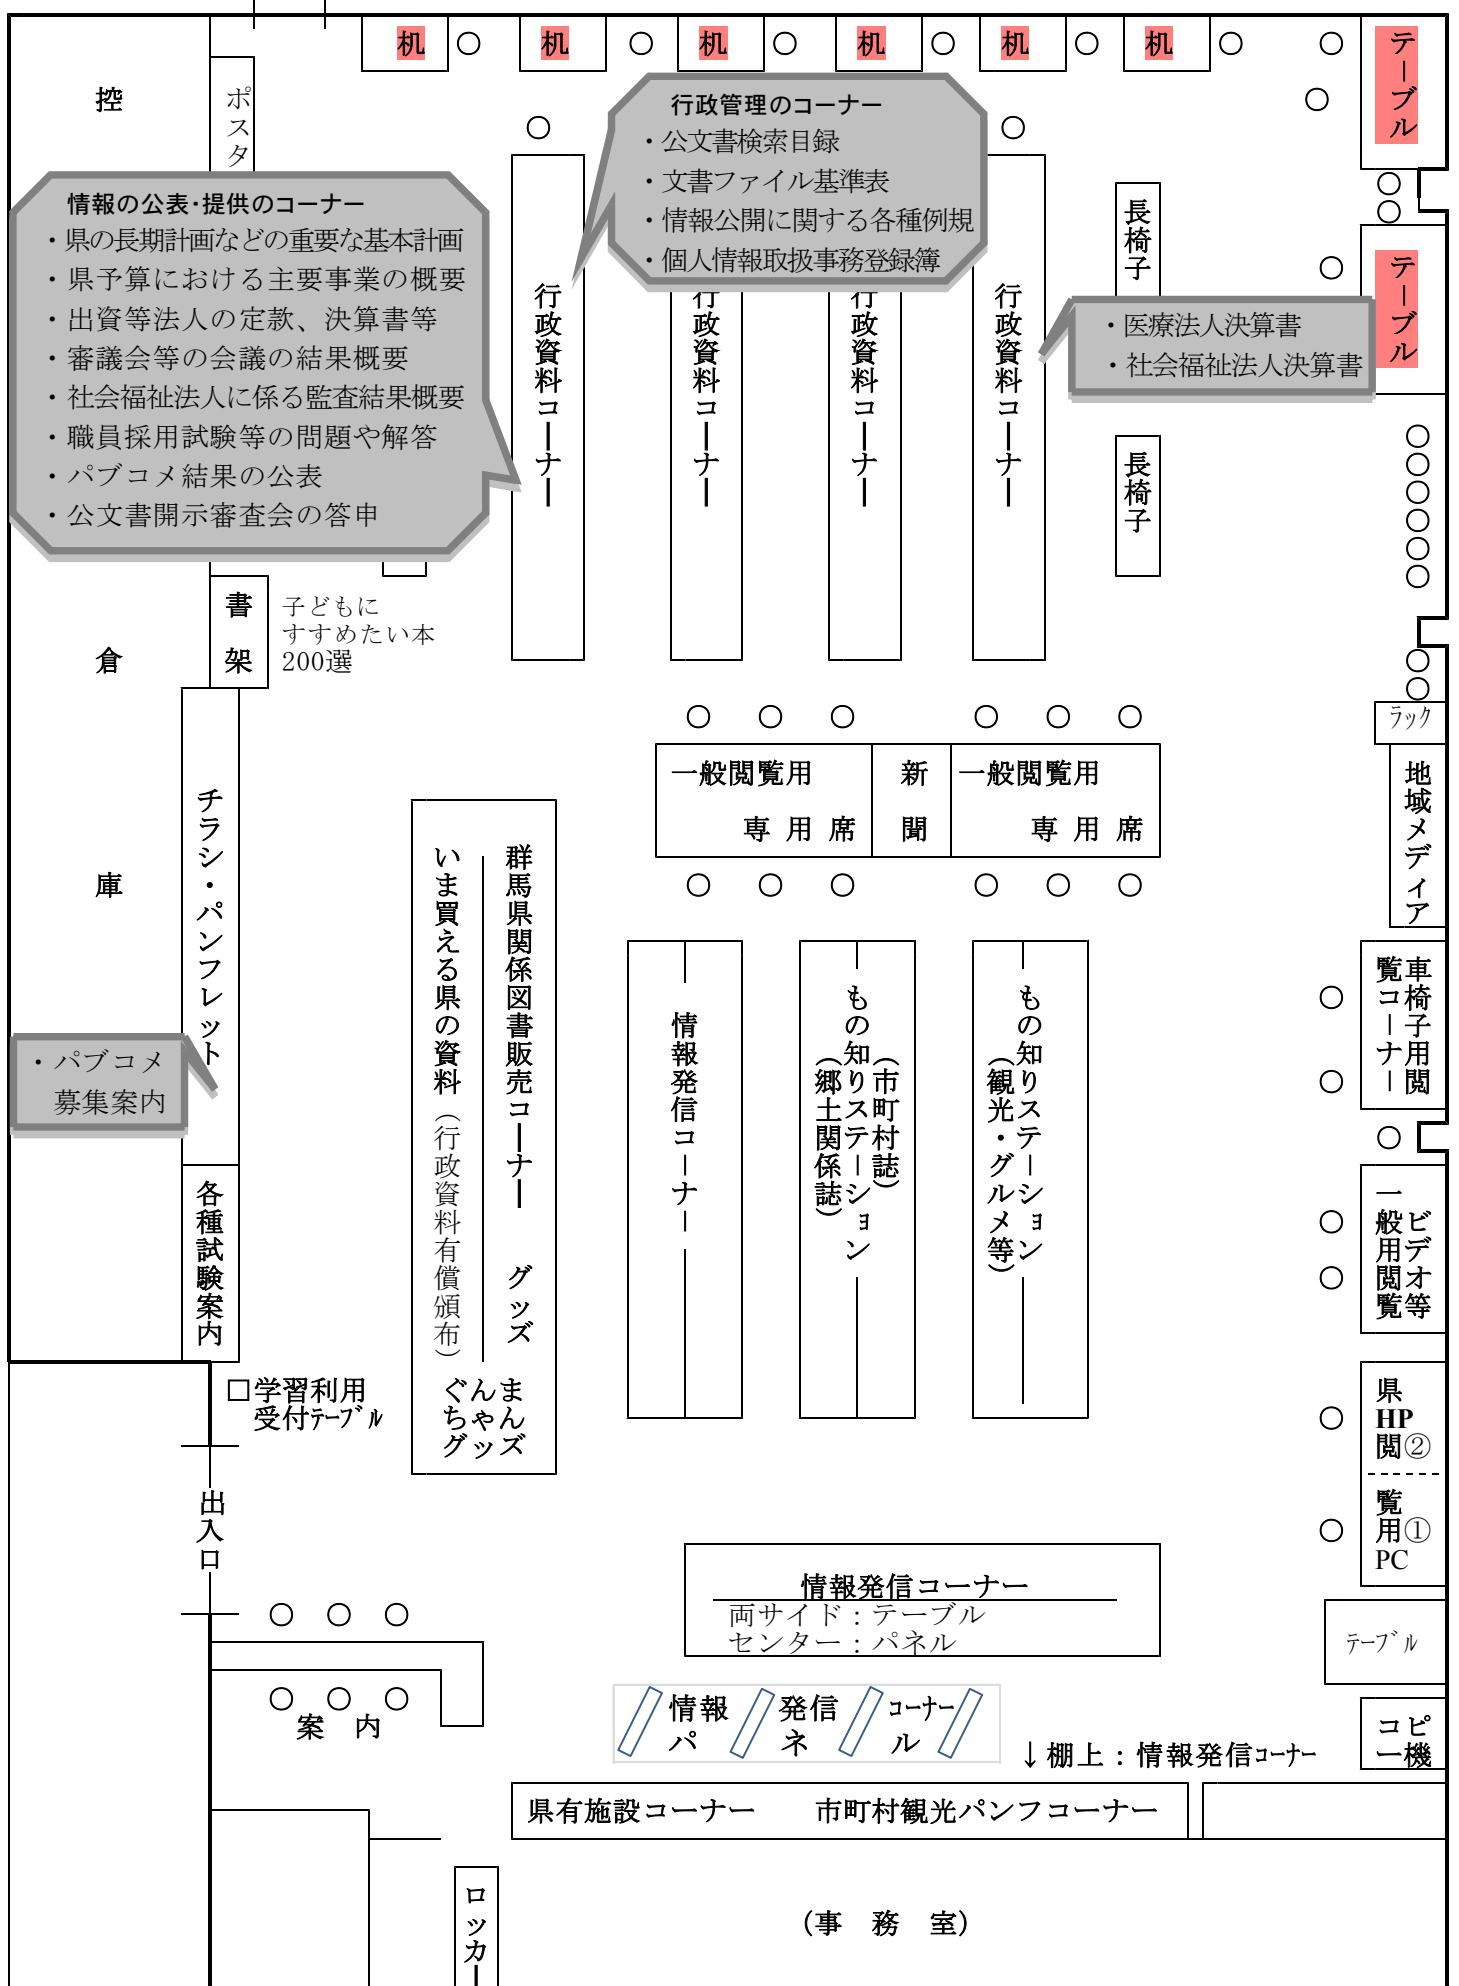 机
机
机
机
机
机
テーブル
控
倉
庫
ポスタ
行政管理のコーナー
・公文書検索目録
・文書ファイル基準表
・情報公開に関する各種例規
・個人情報取扱事務登録簿
情報の公表・提供のコーナー
・県の長期計画などの重要な基本計画
・県予算における主要事業の概要
・出資等法人の定款、決算書等
・審議会等の会議の結果概要
・社会福祉法人に係る監査結果概要
・職員採用試験等の問題や解答
・パブコメ結果の公表
・公文書開示審査会の答申
行政資料コーナー
行政資料コーナー
行政資料コーナー
行政資料コーナー
長椅子
テーブル
・医療法人決算書
・社会福祉法人決算書
長椅子
書架
子どもに
すすめたい本
200選
ラック
一般閲覧用
専用席
新聞
一般閲覧用
専用席
地域メディア
チラシ・パンフレット
・パブコメ
募集案内
各種試験案内
群馬県関係図書販売コーナー グッズ
いま買える県の資料(行政資料有償頒布)
ぐんま
ちゃん
グッズ
情報発信コーナー
もの知りステーション
(市町村誌)
(郷土関係誌)
もの知りステーション
(観光・グルメ等)
車椅子用閲
覧コーナー
ビデオ等
一般用閲覧
□学習利用
受付テーブル
県
HP
閲②
覧
用①
PC
出入口
情報発信コーナー
両サイド：テーブル
センター：パネル
テーブル
案内
情報 発信 コーナー
パ ネ ル
コピ
ー機
↓棚上：情報発信コーナー
県有施設コーナー 市町村観光パンフコーナー
ロッカー
(事務室)